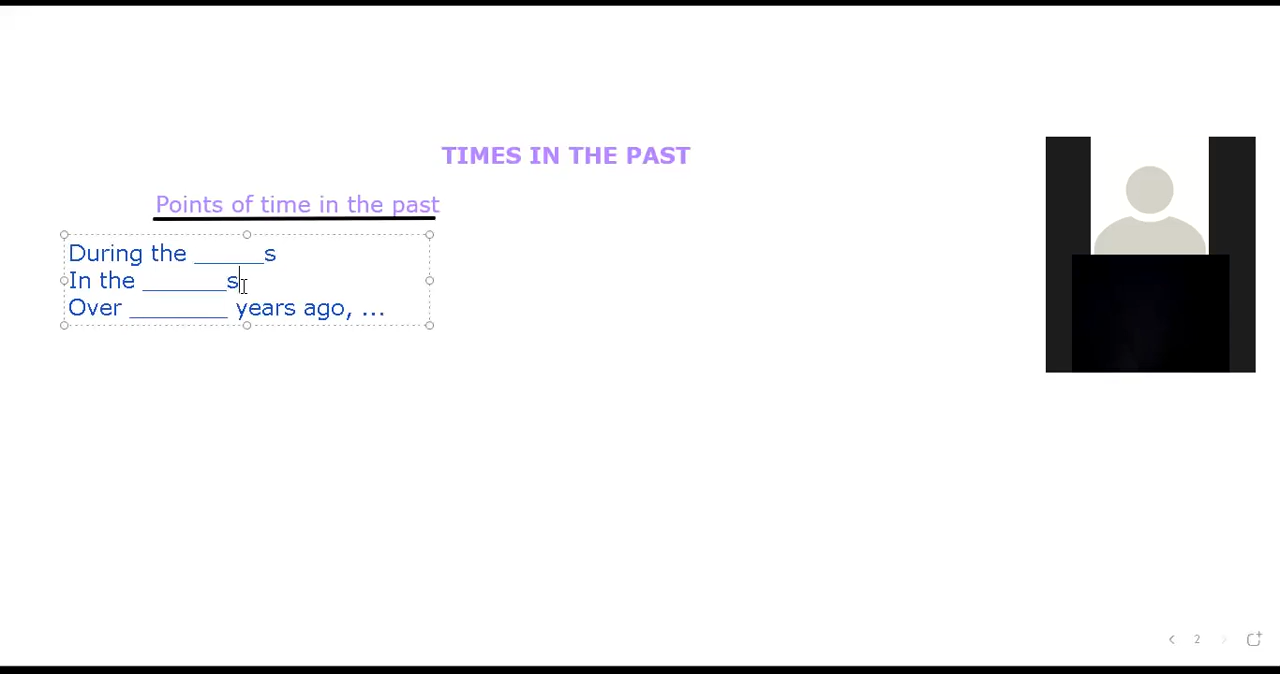 TIMES IN THE PAST
Points of time in the past
During the ______s
In the _______s
Over ________ years ago, ...
2